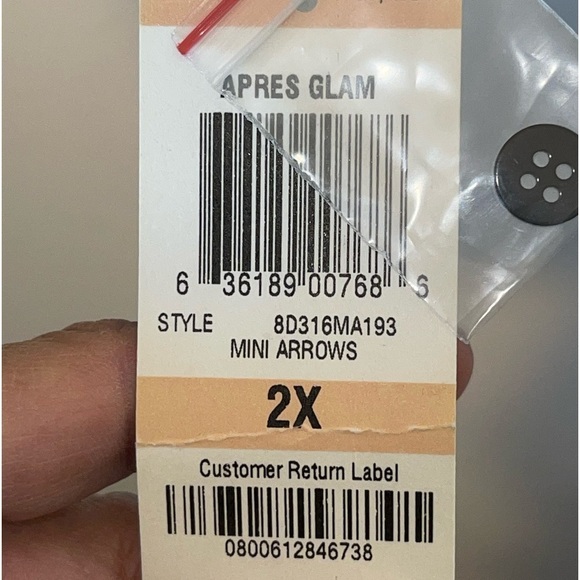 APRES GLAM
6 36189 00768 6
STYLE 8D316MA193
MINI ARROWS
2X
Customer Return Label
0800612846738